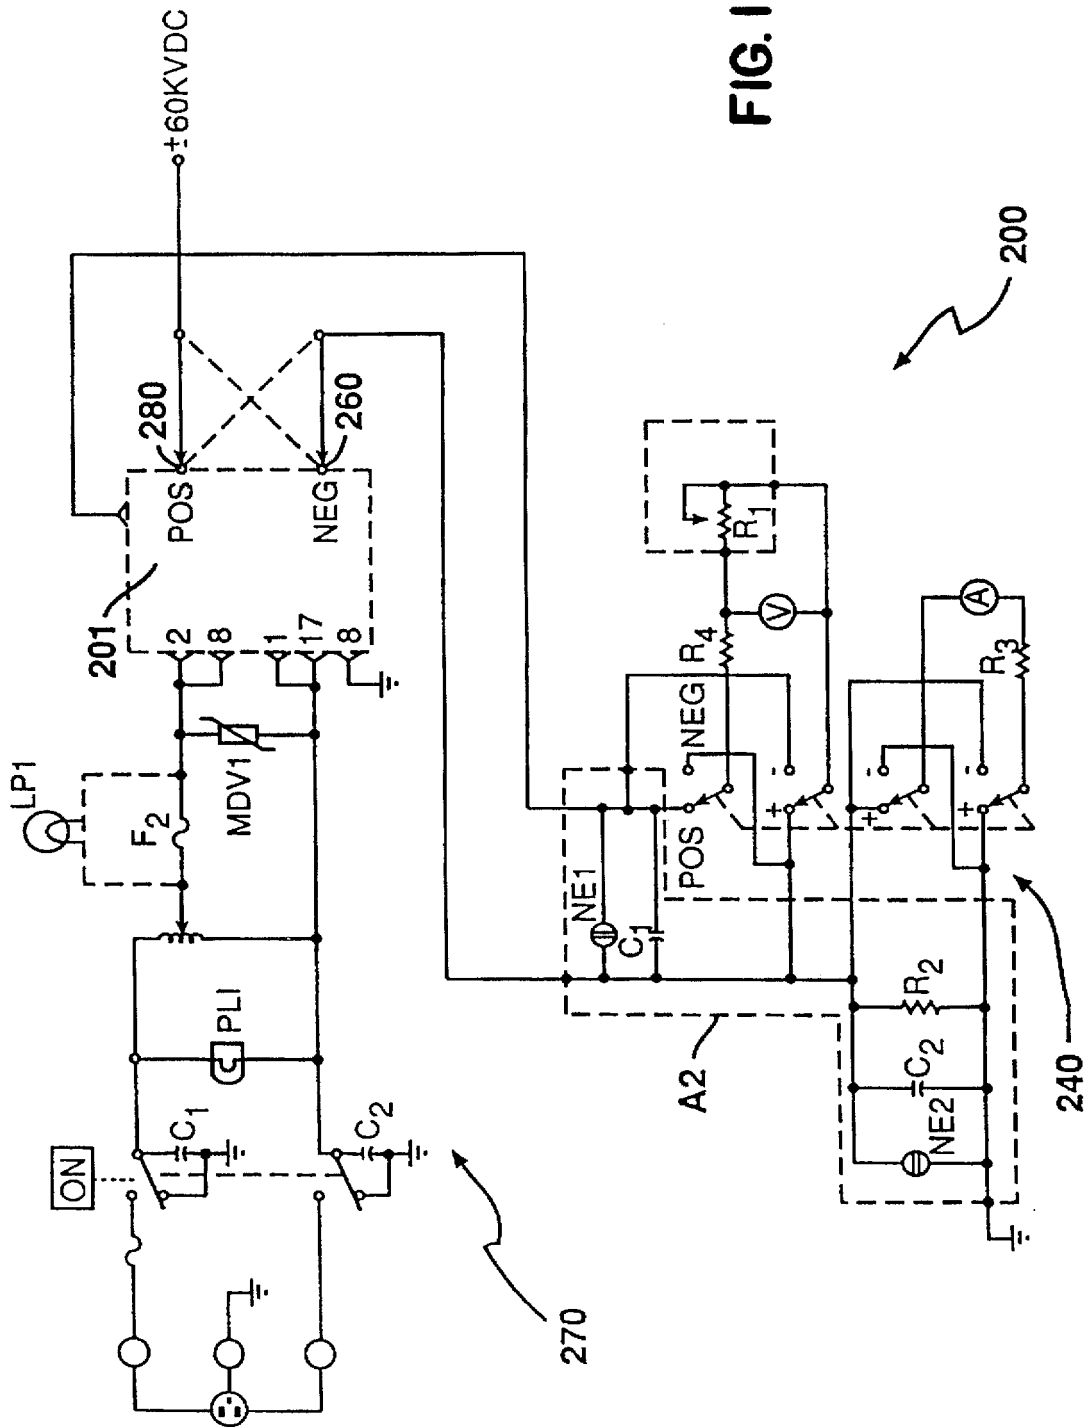 ±60KVDC
FIG. 1
LP1
F2
MDV1
201
2
8
1
17
8
POS
NEG
280
260
200
ON
C1
C2
PLI
270
NE1
C1
POS
NEG
R4
R1
V
+
-
+
-
+
-
A
R3
A2
R2
C2
NE2
240